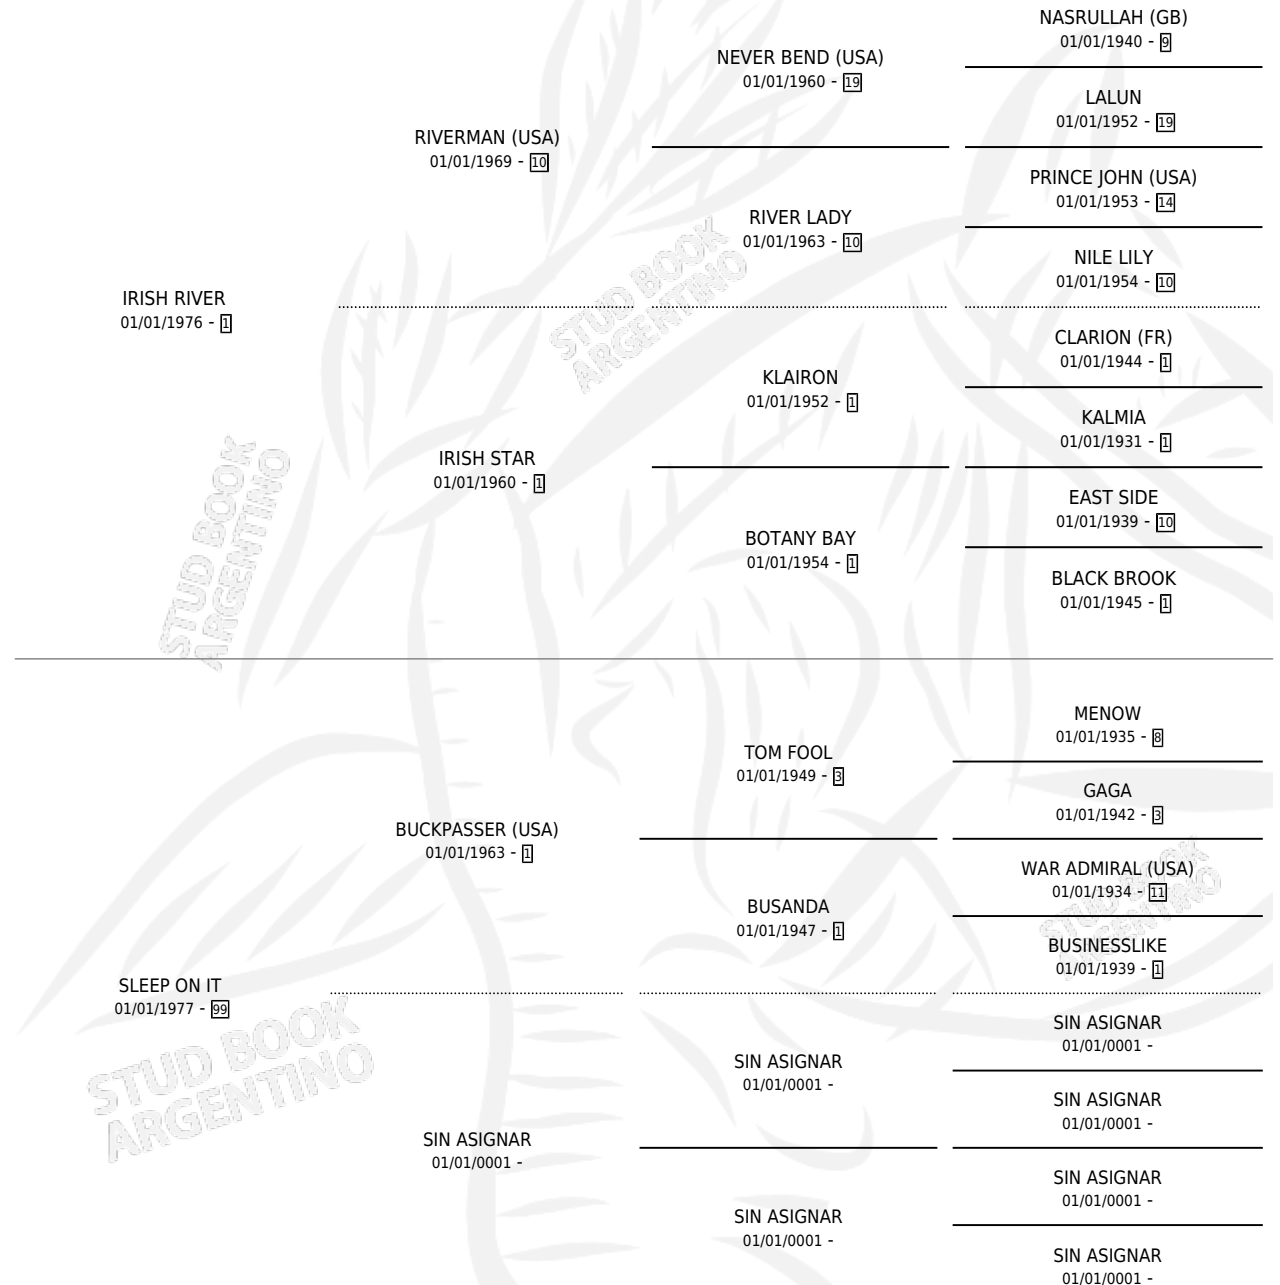 NASRULLAH (GB)
01/01/1940 - 9
NEVER BEND (USA)
01/01/1960 - 19
LALUN
01/01/1952 - 19
RIVERMAN (USA)
01/01/1969 - 10
PRINCE JOHN (USA)
01/01/1953 - 14
RIVER LADY
01/01/1963 - 10
NILE LILY
01/01/1954 - 10
IRISH RIVER
01/01/1976 - 1
CLARION (FR)
01/01/1944 - 1
KLAIRON
01/01/1952 - 1
KALMIA
01/01/1931 - 1
IRISH STAR
01/01/1960 - 1
EAST SIDE
01/01/1939 - 10
BOTANY BAY
01/01/1954 - 1
BLACK BROOK
01/01/1945 - 1
MENOW
01/01/1935 - 8
TOM FOOL
01/01/1949 - 3
GAGA
01/01/1942 - 3
BUCKPASSER (USA)
01/01/1963 - 1
WAR ADMIRAL (USA)
01/01/1934 - 11
BUSANDA
01/01/1947 - 1
BUSINESSLIKE
01/01/1939 - 1
SLEEP ON IT
01/01/1977 - 99
SIN ASIGNAR
01/01/0001 -
SIN ASIGNAR
01/01/0001 -
SIN ASIGNAR
01/01/0001 -
SIN ASIGNAR
01/01/0001 -
SIN ASIGNAR
01/01/0001 -
SIN ASIGNAR
01/01/0001 -
SIN ASIGNAR
01/01/0001 -
STUD BOOK
ARGENTINO
STUD BOOK
ARGENTINO
STUD BOOK
ARGENTINO
STUD BOOK
ARGENTINO